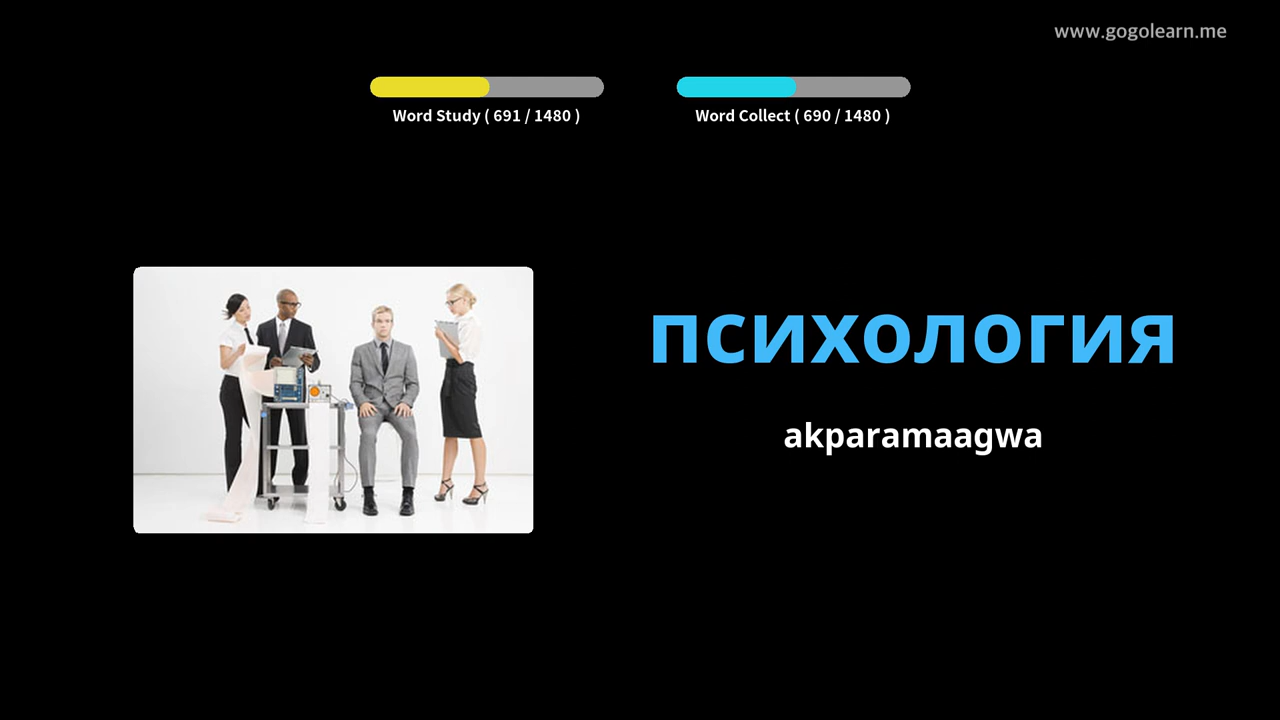 www.gogolearn.me
Word Study ( 691 / 1480 )
Word Collect ( 690 / 1480 )
психология
akparamaagwa